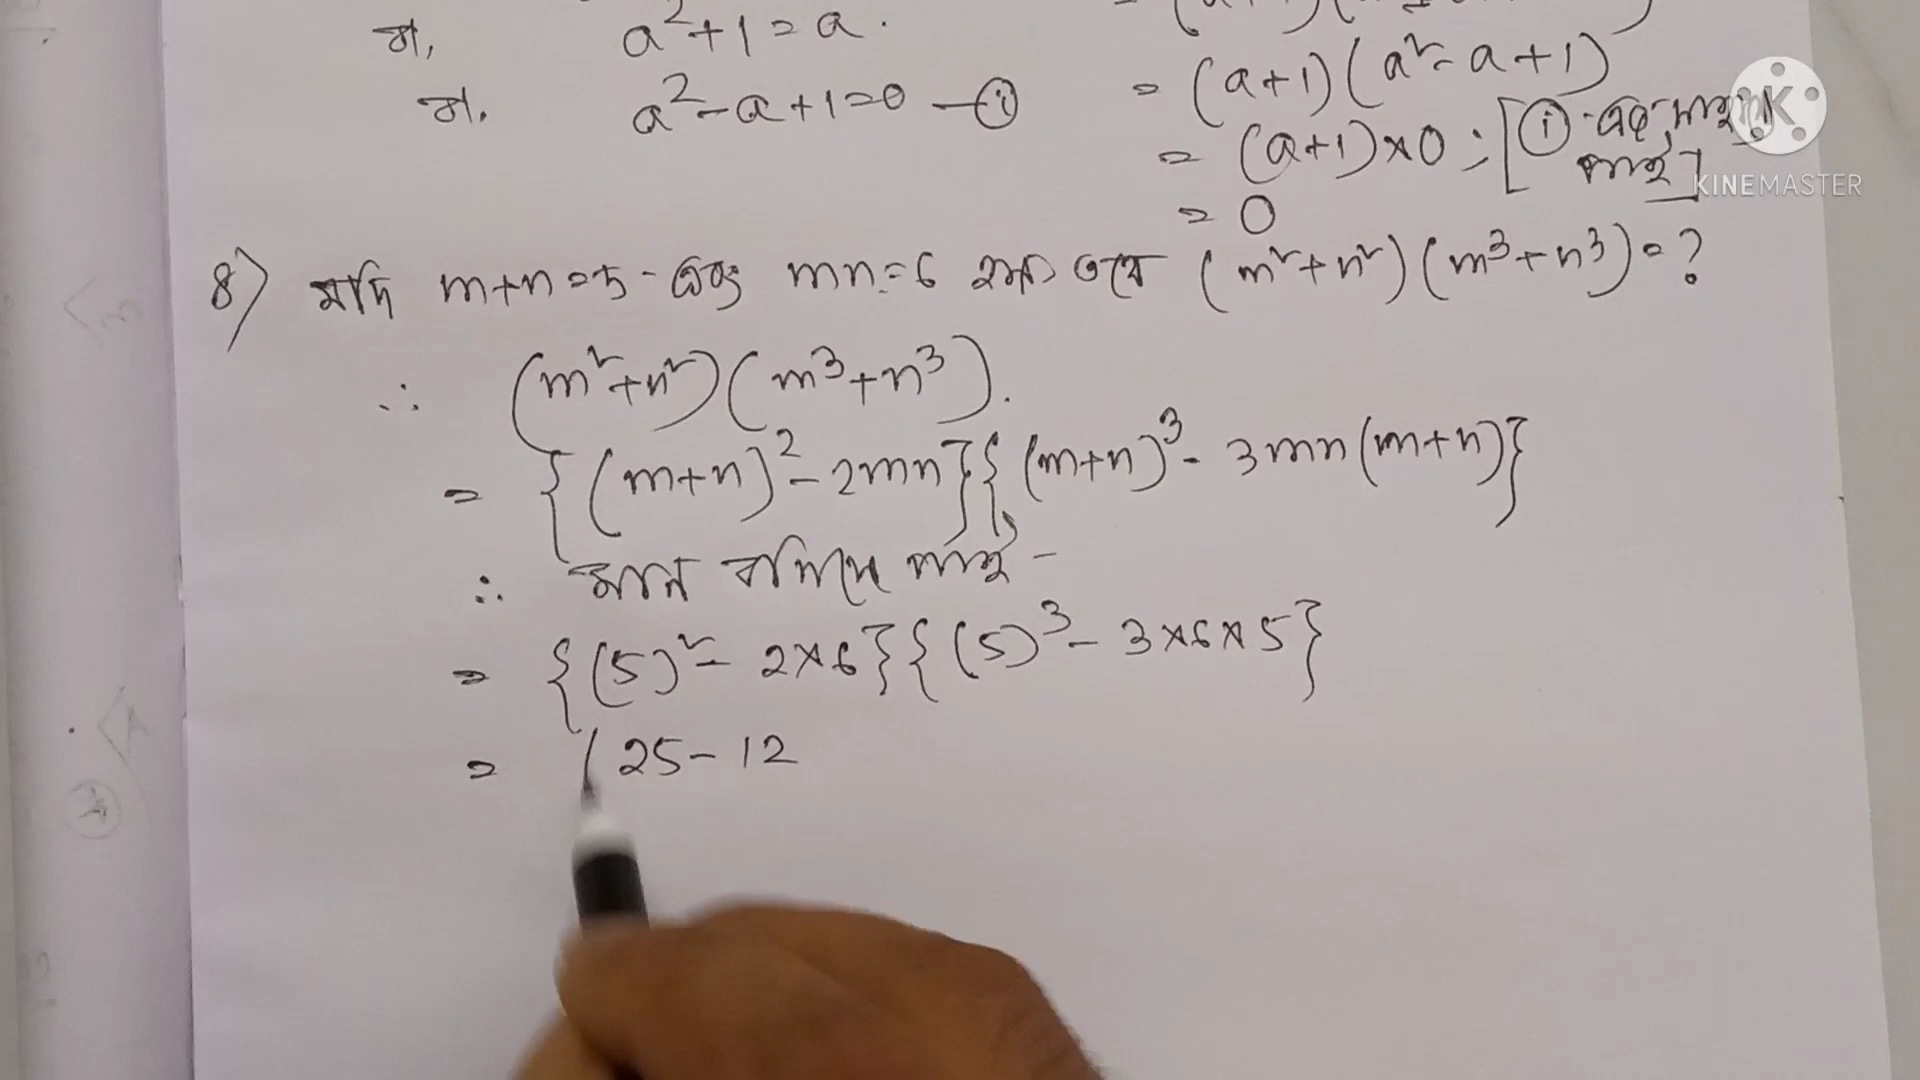 বা, a²+1=a.
বা. a²-a+1=0 —(i)
= (a+1)(a²-a+1)
= (a+1)×0 ; [(i)
= 0
KINEMASTER
8) যদি m+n=5 এবং mn=6 হয় তবে (m²+n²)(m³+n³)=?
∴ (m²+n²)(m³+n³).
= {(m+n)²-2mn}{(m+n)³-3mn(m+n)}
∴ মান বসিয়ে পাই -
= {(5)²-2×6}{(5)³-3×6×5}
= (25-12